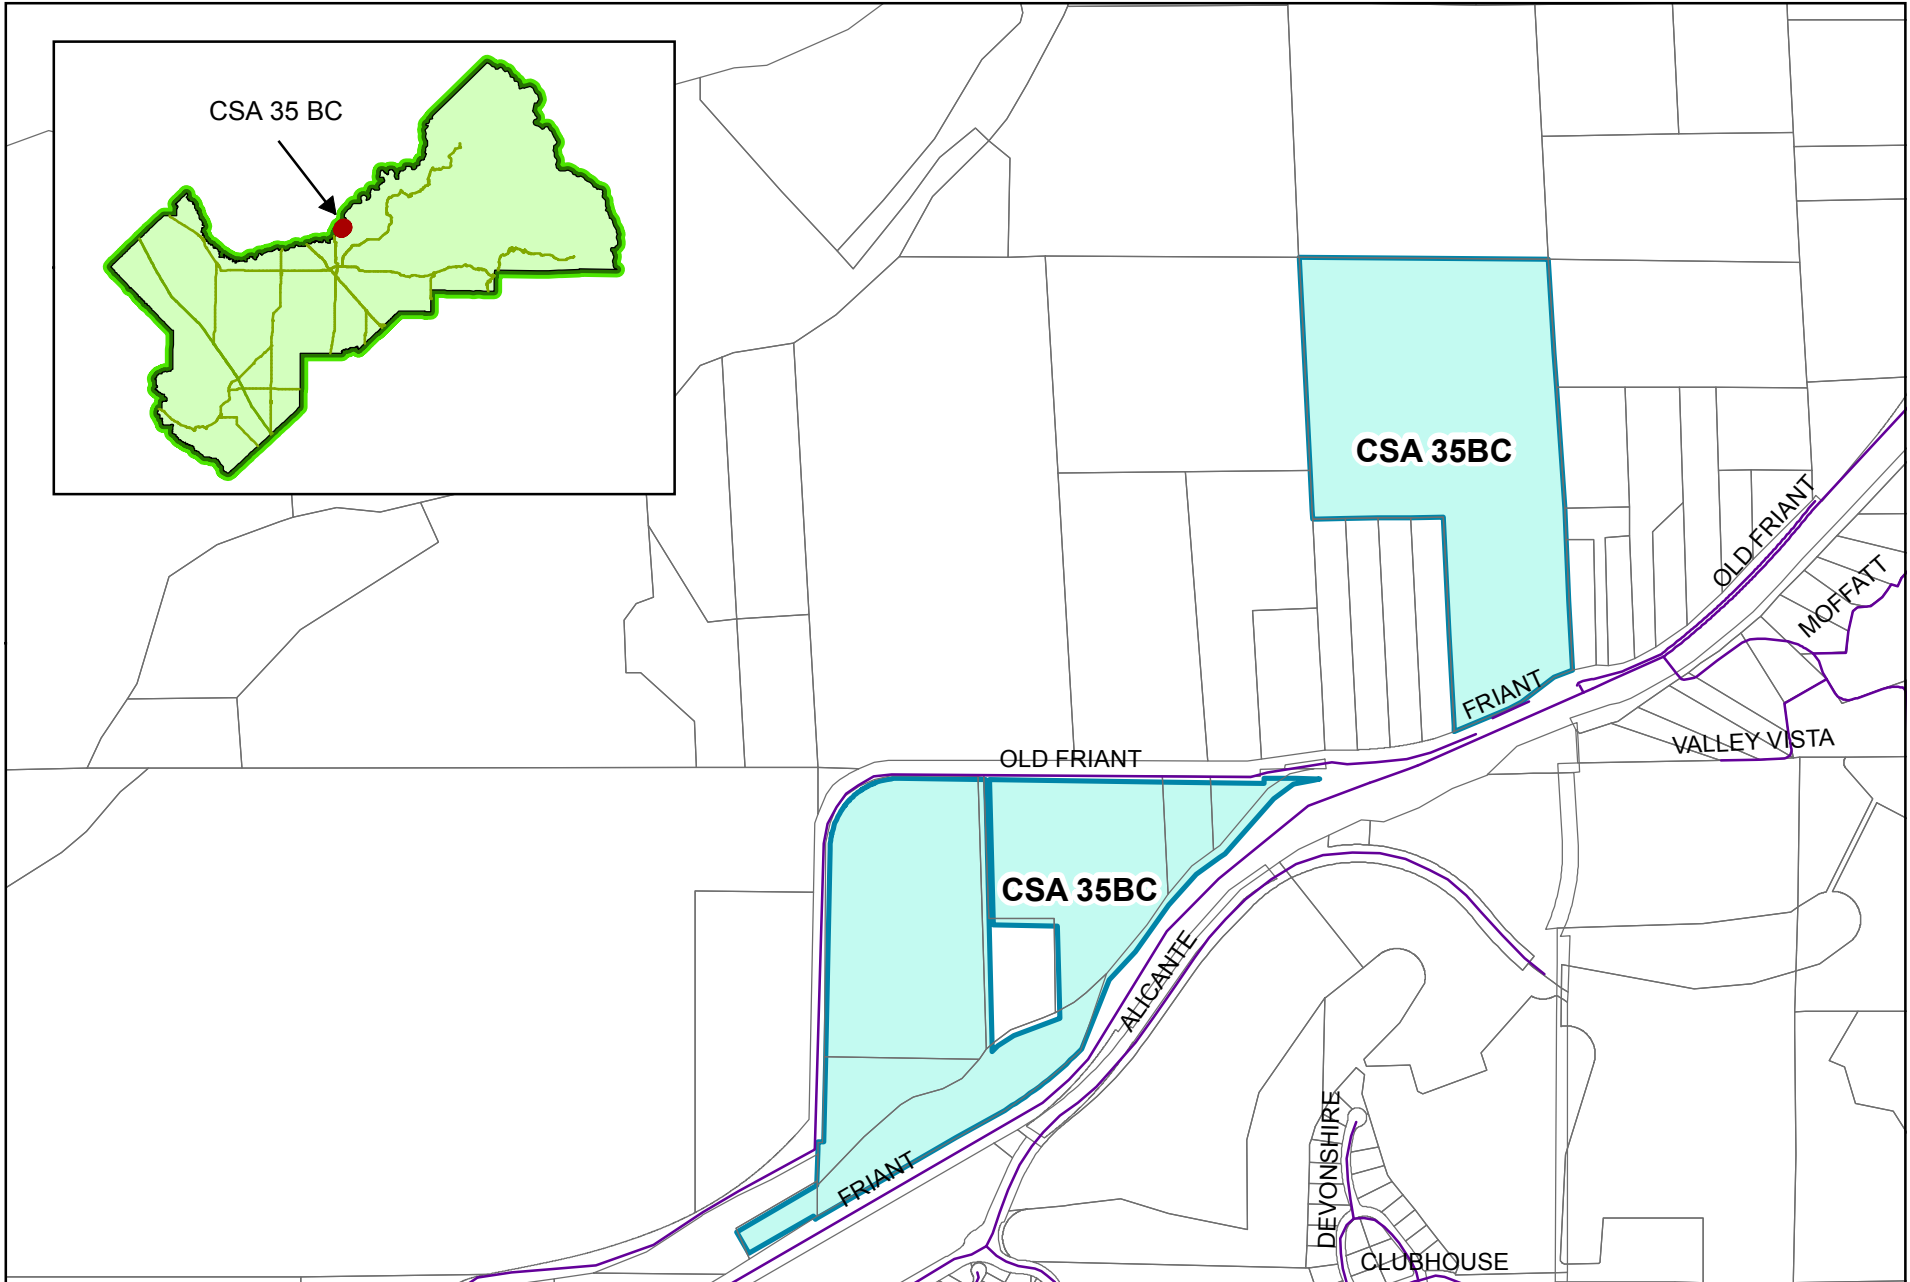 CSA 35 BC
CSA 35BC
OLD FRIANT
MOFFATT
FRIANT
VALLEY VISTA
OLD FRIANT
CSA 35BC
ALICANTE
FRIANT
DEVONSHIRE
CLUBHOUSE